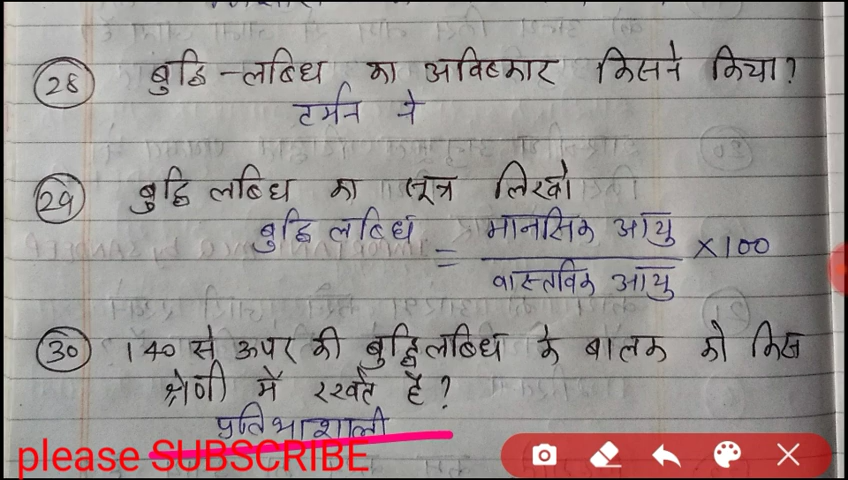 28 बुद्धि-लब्धि का अविष्कार किसने किया?
टर्मन ने
29 बुद्धि लब्धि का सूत्र लिखो
बुद्धि लब्धि = मानसिक आयु / वास्तविक आयु ×100
30 140 से ऊपर की बुद्धिलब्धि के बालक को किस
श्रेणी में रखते है?
प्रतिभाशाली
please SUBSCRIBE